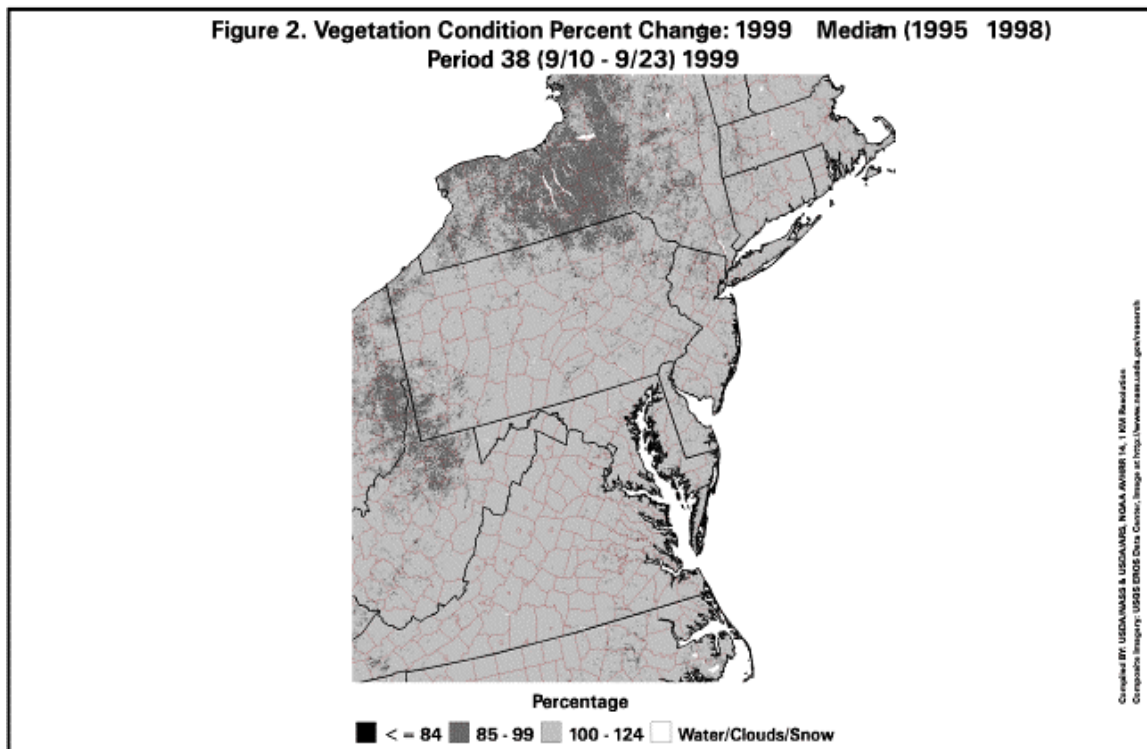 Figure 2. Vegetation Condition Percent Change: 1999 Median (1995 1998)
Period 38 (9/10 - 9/23) 1999
Percentage
< = 84
85 - 99
100 - 124
Water/Clouds/Snow
Compiled BY: USDA/NASS & USDA/ARS, NOAA AVHRR 14, 1 KM Resolution
Composite Imagery: USGS EROS Data Center, Image at http://www.nass.usda.gov/research